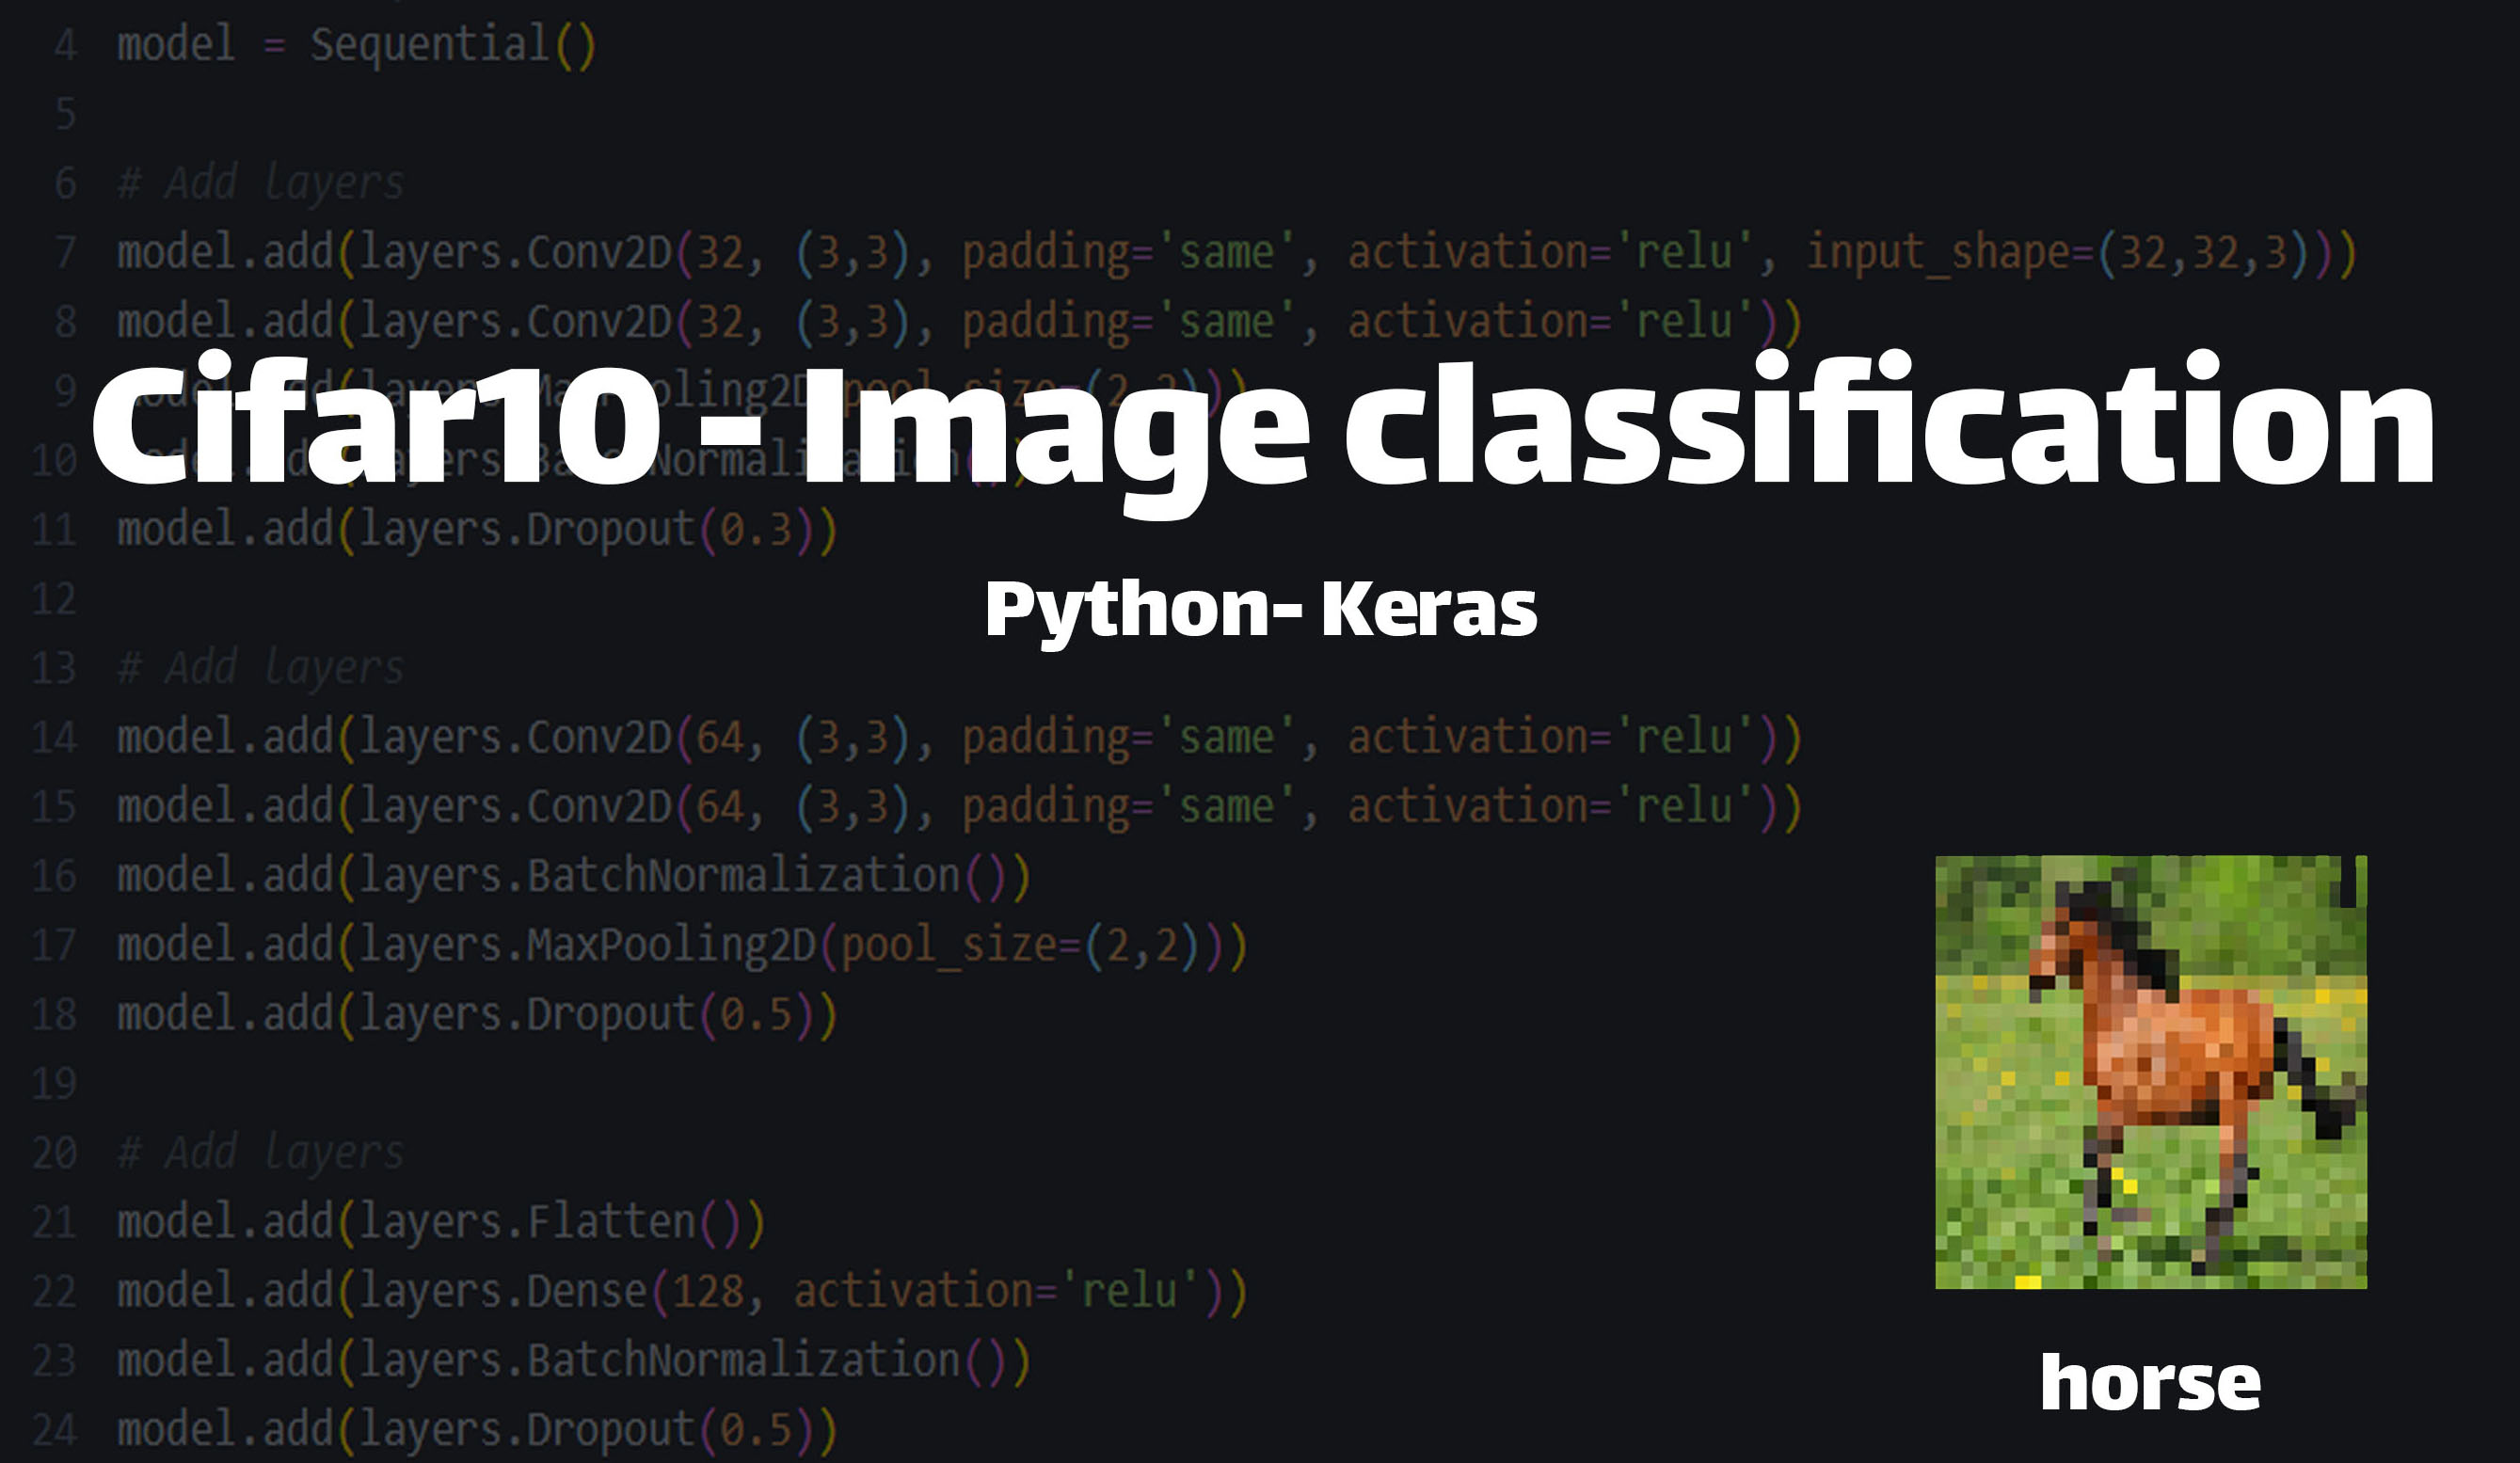 4 model = Sequential()
5
6 # Add layers
7 model.add(layers.Conv2D(32, (3,3), padding='same', activation='relu', input_shape=(32,32,3)))
8 model.add(layers.Conv2D(32, (3,3), padding='same', activation='relu'))
9 model.add(layers.MaxPooling2D(pool_size=(2,2)))
Cifar10 - Image classification
10 model.add(layers.BatchNormalization())
11 model.add(layers.Dropout(0.3))
12
Python- Keras
13 # Add layers
14 model.add(layers.Conv2D(64, (3,3), padding='same', activation='relu'))
15 model.add(layers.Conv2D(64, (3,3), padding='same', activation='relu'))
16 model.add(layers.BatchNormalization())
17 model.add(layers.MaxPooling2D(pool_size=(2,2)))
18 model.add(layers.Dropout(0.5))
19
20 # Add layers
21 model.add(layers.Flatten())
22 model.add(layers.Dense(128, activation='relu'))
23 model.add(layers.BatchNormalization())
24 model.add(layers.Dropout(0.5))
horse